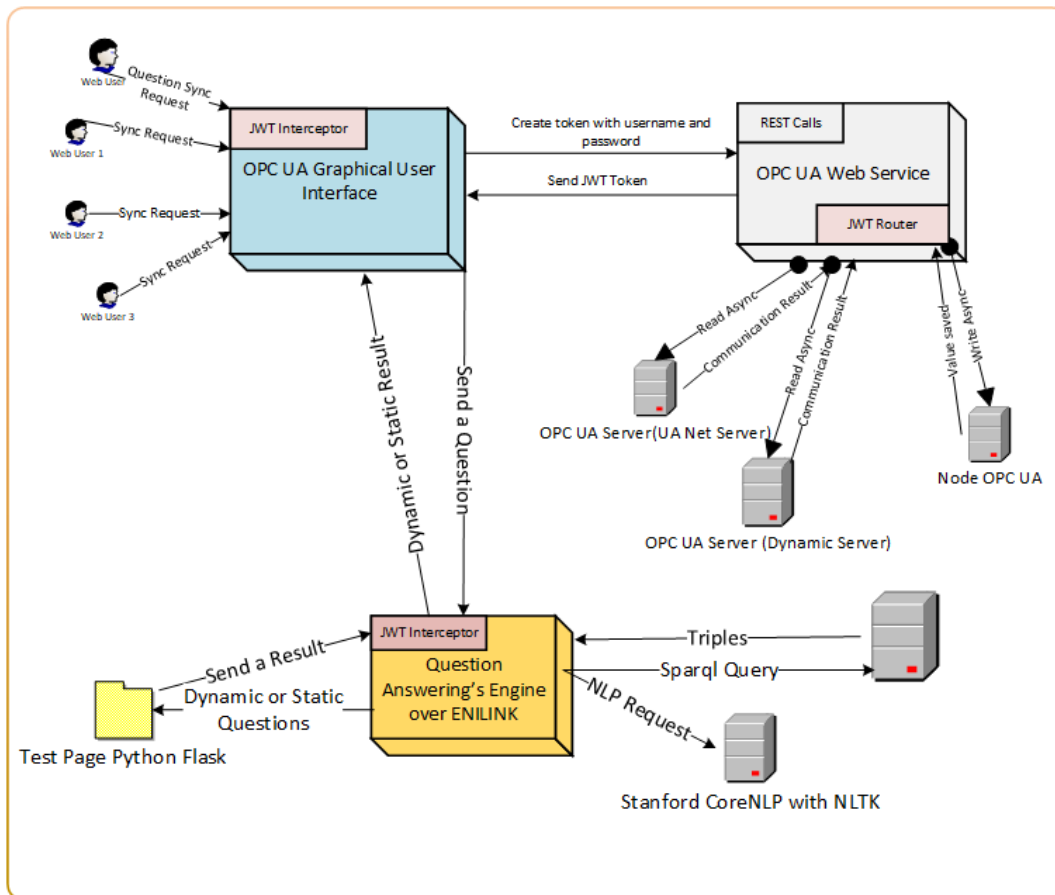 Web User
Question Sync
Request
Web User 1
Sync Request
Web User 2
Sync Request
Web User 3
Sync Request
JWT Interceptor
OPC UA Graphical User
Interface
Create token with username and
password
Send JWT Token
REST Calls
OPC UA Web Service
JWT Router
Read Async
Communication Result
Read Async
Communication Result
Value saved
Write Async
OPC UA Server(UA Net Server)
OPC UA Server (Dynamic Server)
Node OPC UA
Dynamic or Static Result
Send a Question
JWT Interceptor
Question
Answering’s Engine
over ENILINK
Send a Result
Dynamic or Static
Questions
Test Page Python Flask
Triples
Sparql Query
NLP Request
Stanford CoreNLP with NLTK